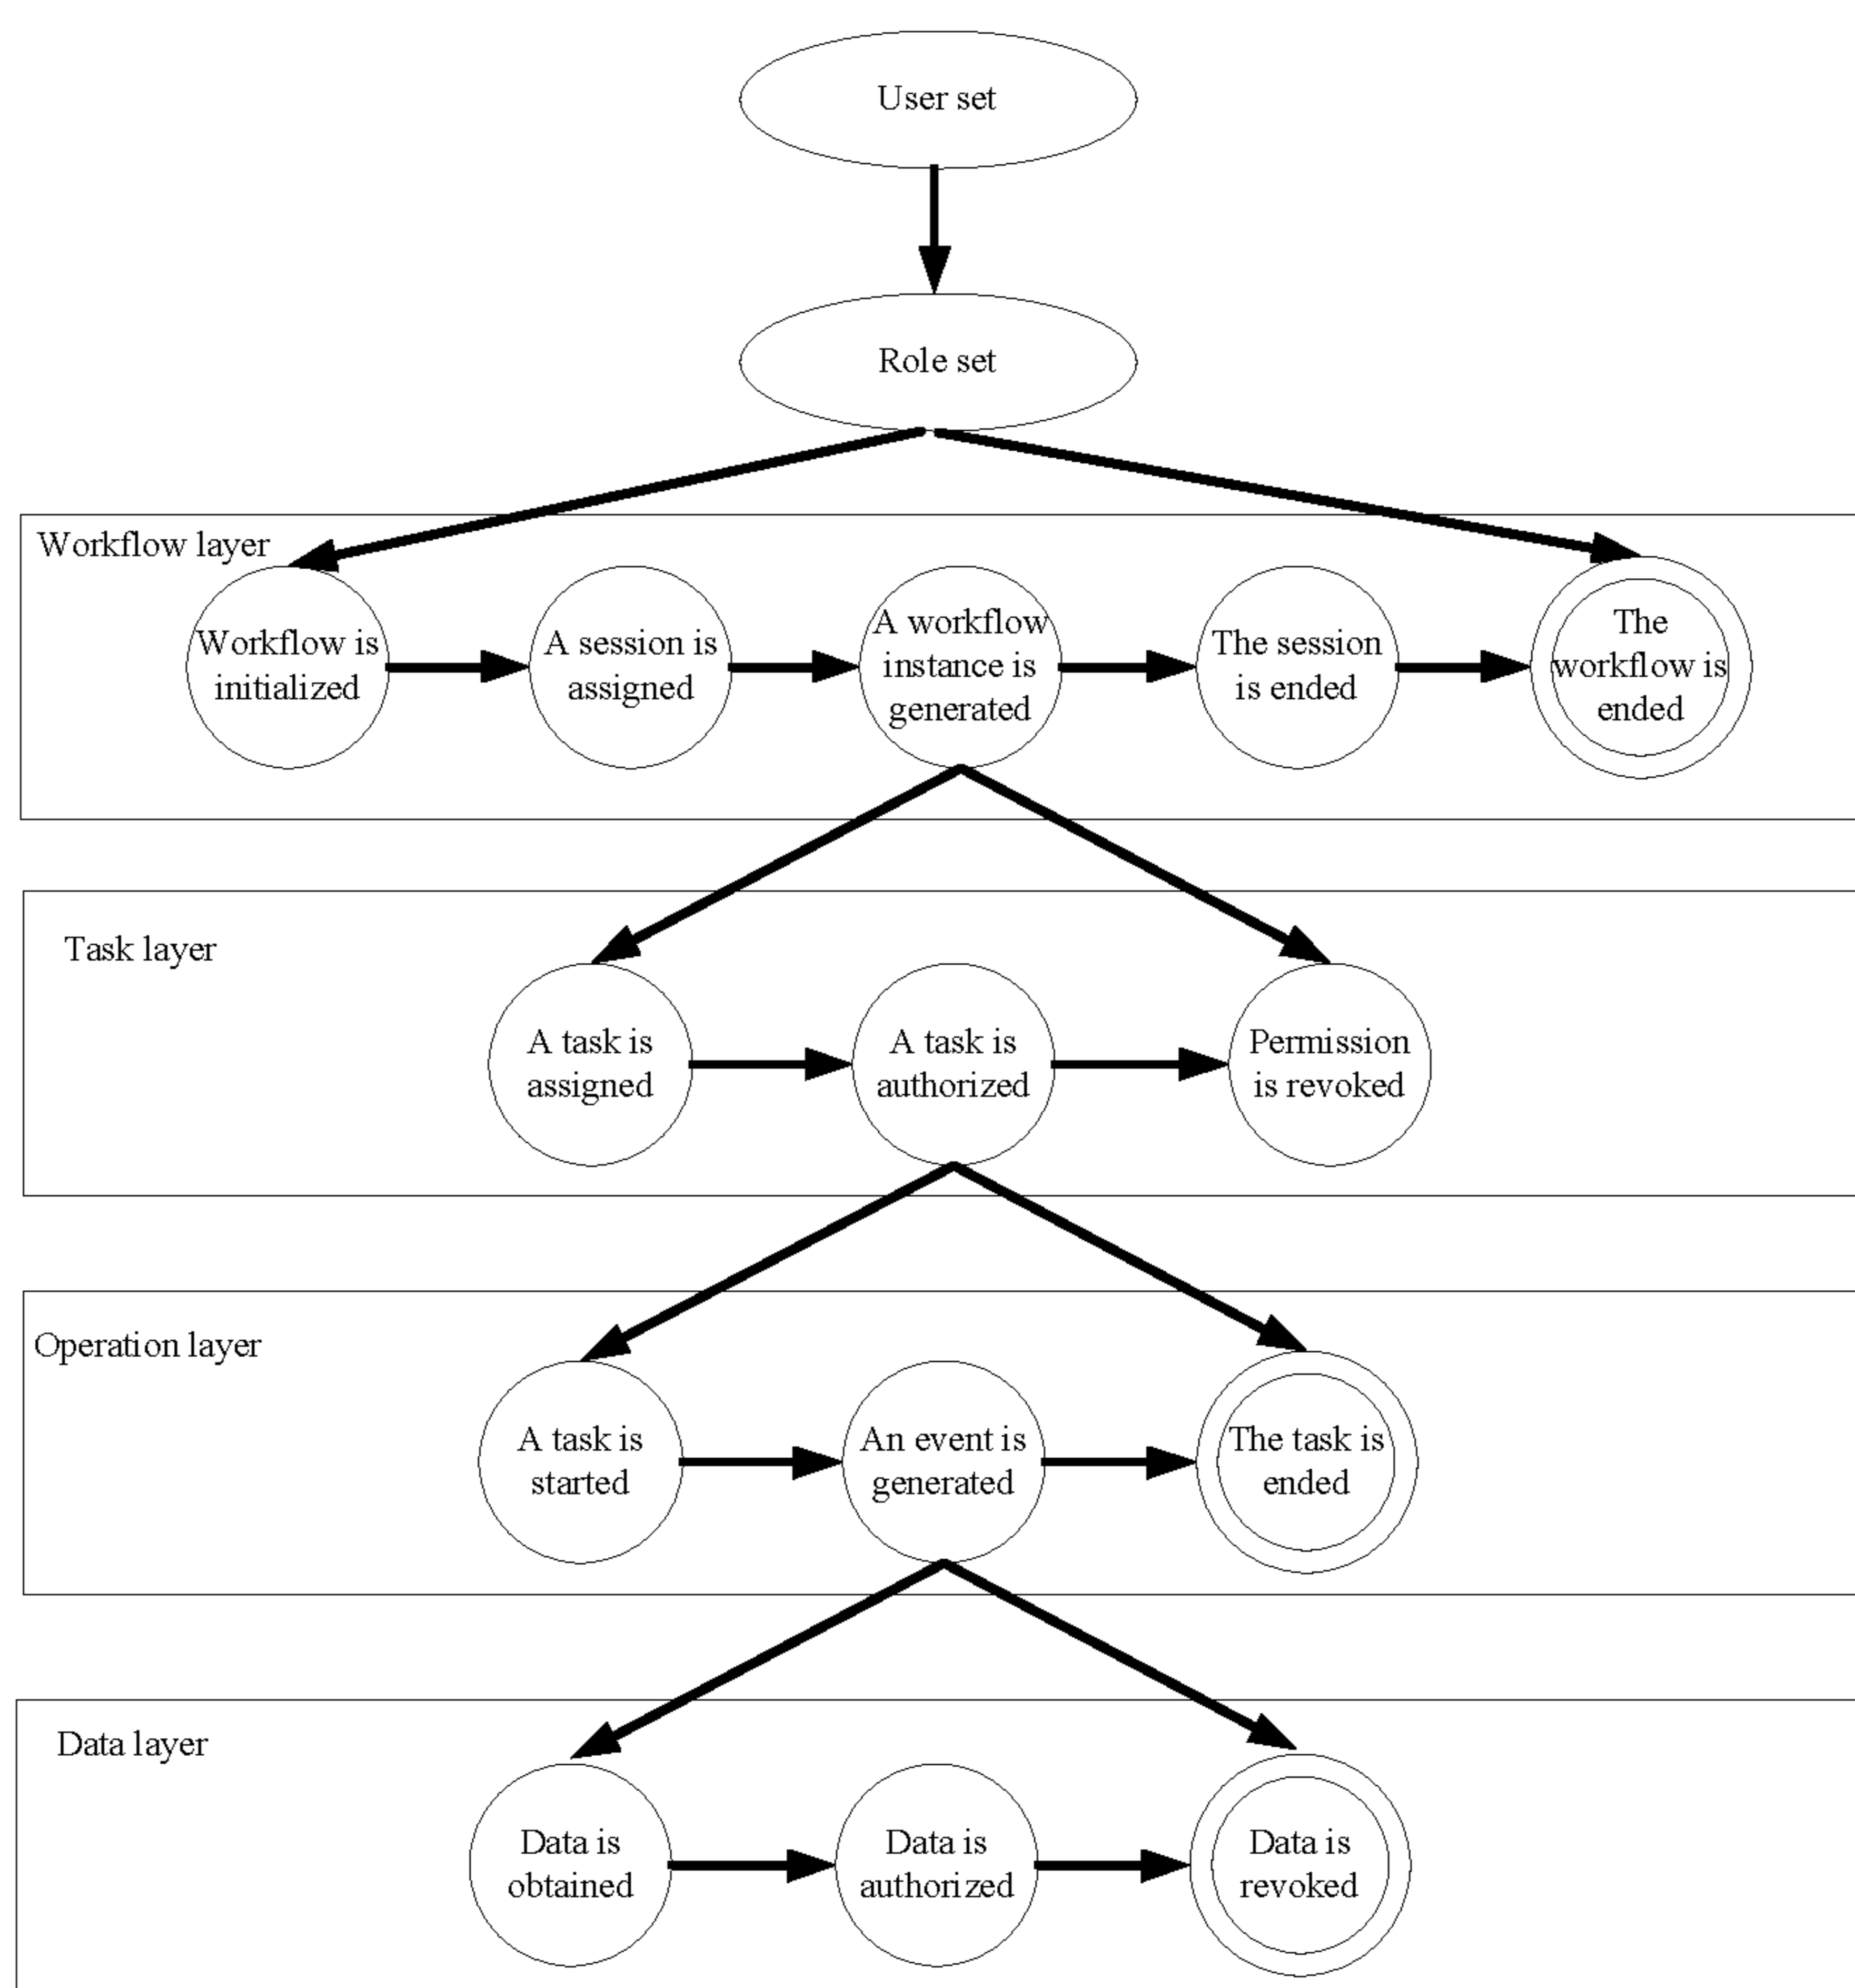 User set
Role set
Workflow layer
Workflow is
initialized
A session is
assigned
A workflow
instance is
generated
The session
is ended
The
workflow is
ended
Task layer
A task is
assigned
A task is
authorized
Permission
is revoked
Operation layer
A task is
started
An event is
generated
The task is
ended
Data layer
Data is
obtained
Data is
authorized
Data is
revoked